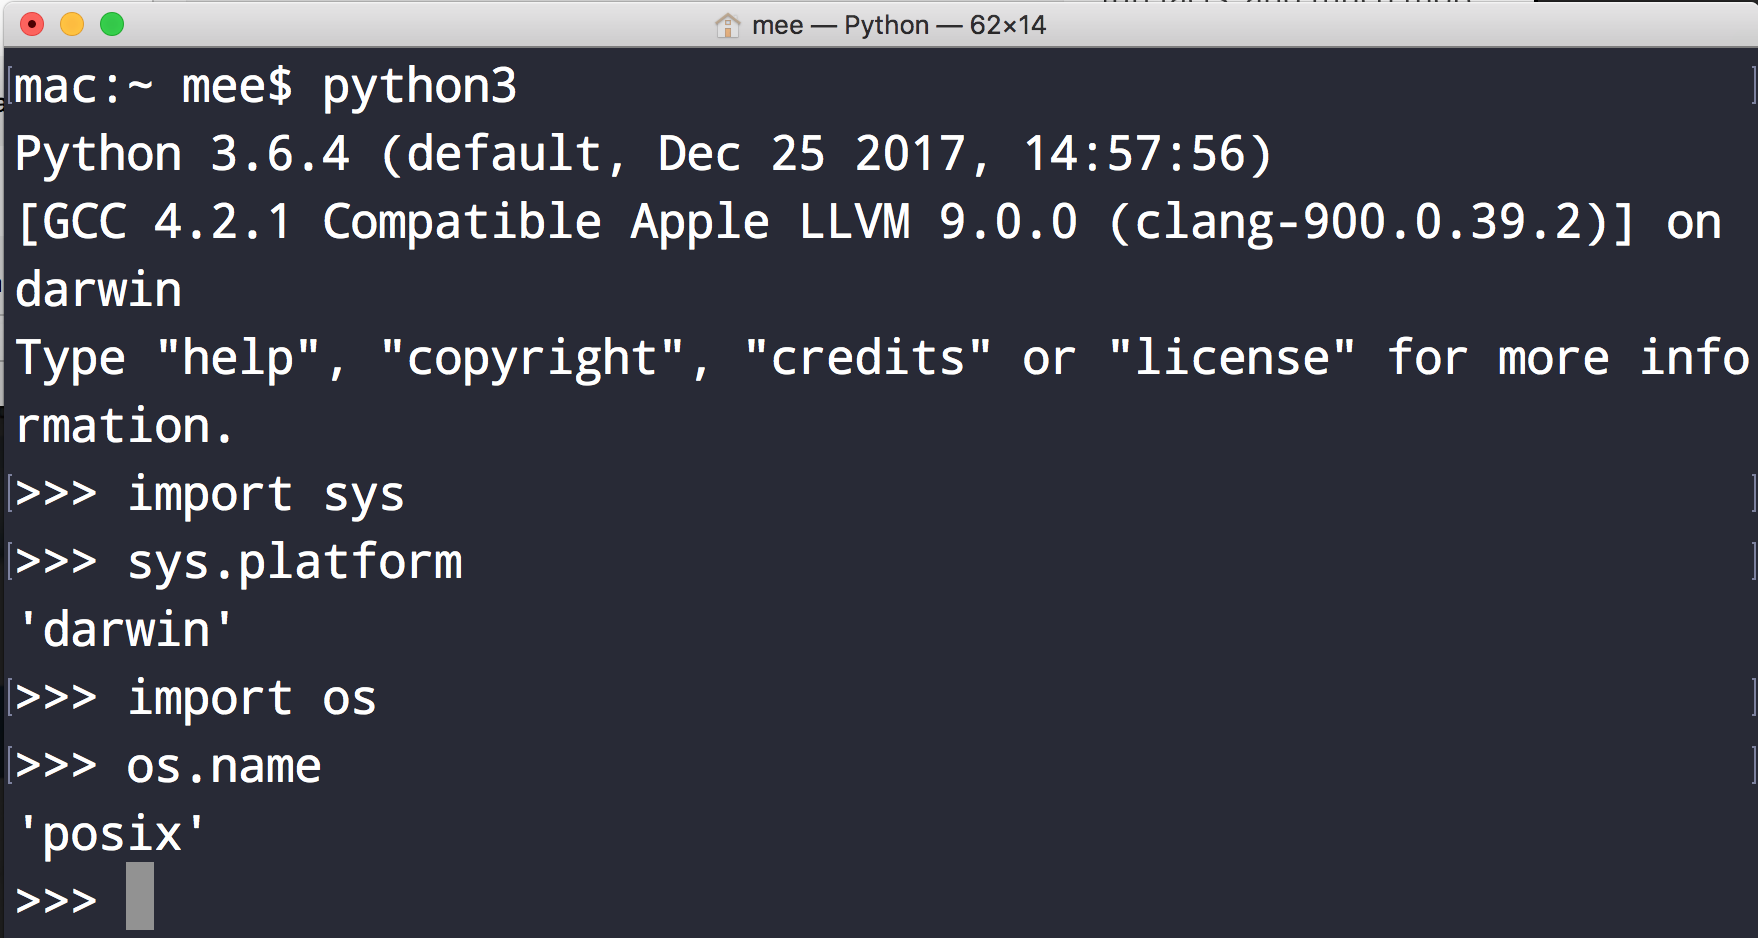 mee — Python — 62×14
mac:~ mee$ python3
Python 3.6.4 (default, Dec 25 2017, 14:57:56)
[GCC 4.2.1 Compatible Apple LLVM 9.0.0 (clang-900.0.39.2)] on
darwin
Type "help", "copyright", "credits" or "license" for more info
rmation.
>>> import sys
>>> sys.platform
'darwin'
>>> import os
>>> os.name
'posix'
>>>